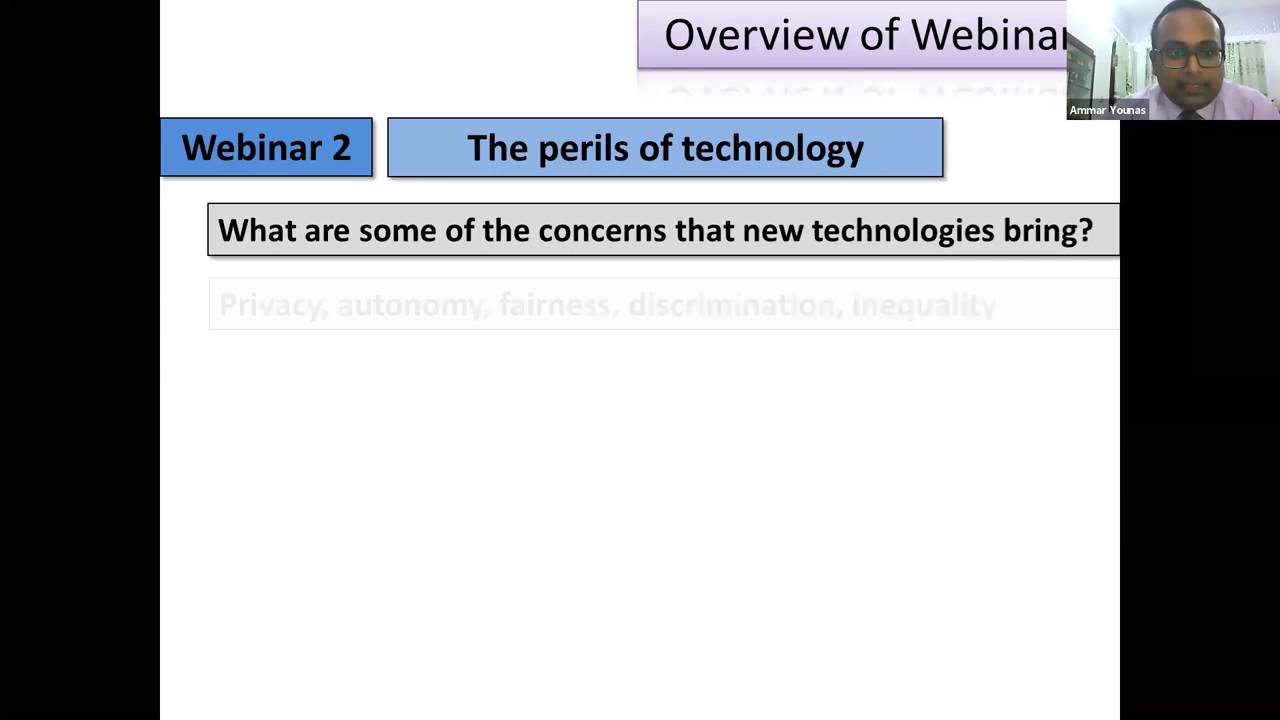 Overview of Webinar
Ammar Younas
Webinar 2
The perils of technology
What are some of the concerns that new technologies bring?
Privacy, autonomy, fairness, discrimination, inequality